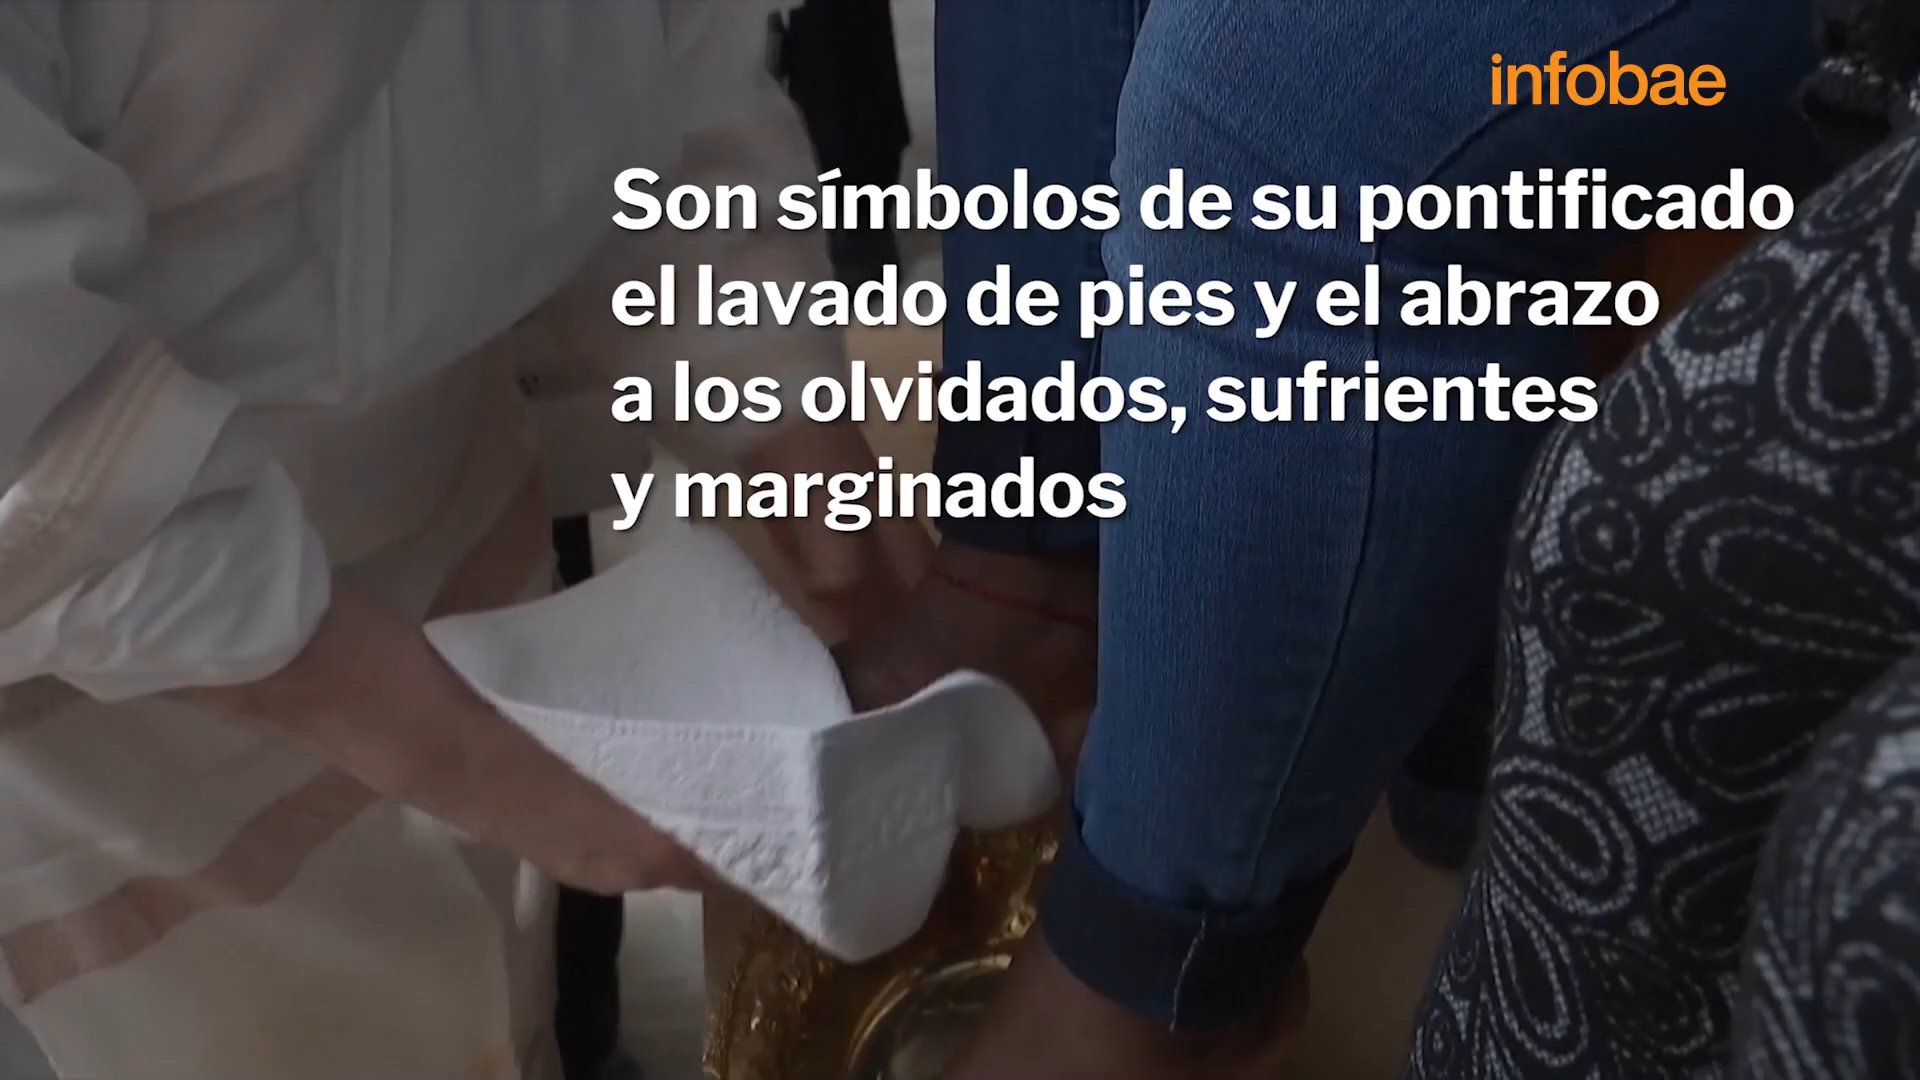 infobae
Son símbolos de su pontificado
el lavado de pies y el abrazo
a los olvidados, sufrientes
y marginados